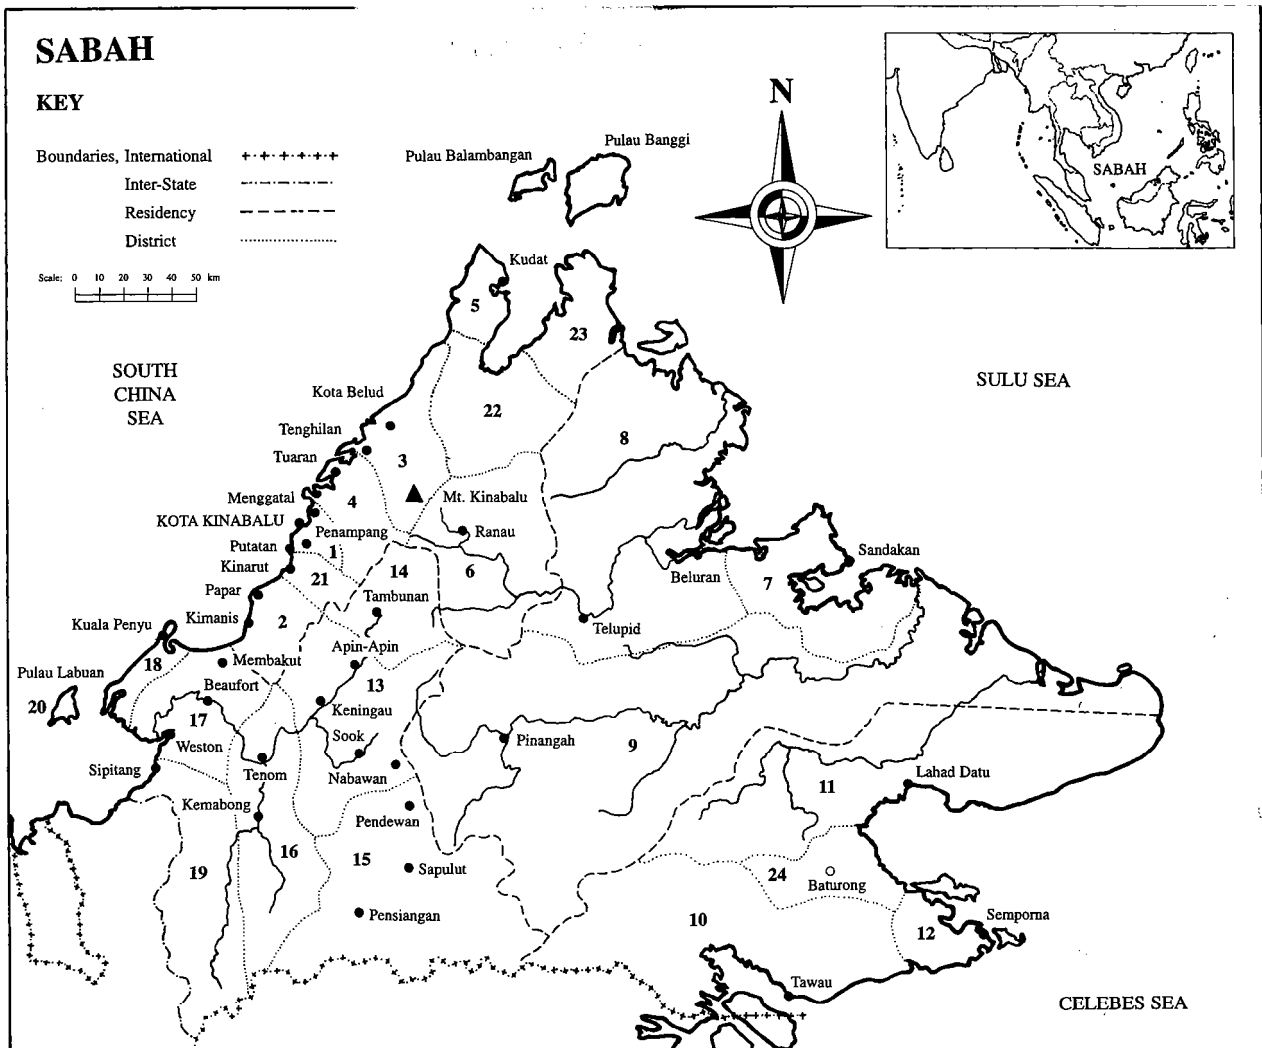 SABAH
KEY
Boundaries, International
Inter-State
Residency
District
Scale: 0 10 20 30 40 50 km
N
SABAH
Pulau Balambangan
Pulau Banggi
Kudat
5
23
SOUTH
CHINA
SEA
SULU SEA
Kota Belud
22
Tenghilan
8
Tuaran
3
Menggatal
4
Mt. Kinabalu
KOTA KINABALU
Penampang
Ranau
Putatan
1
Kinarut
21
14
6
Beluran
7
Sandakan
Papar
Tambunan
Kuala Penyu
Kimanis
2
Telupid
Apin-Apin
18
Membakut
Pulau Labuan
Beaufort
13
20
17
Keningau
Weston
Sook
Pinangah
9
Sipitang
Tenom
Nabawan
Lahad Datu
11
Kemabong
Pendewan
16
15
19
Sapulut
24
Baturong
Pensiangan
10
12
Semporna
Tawau
CELEBES SEA